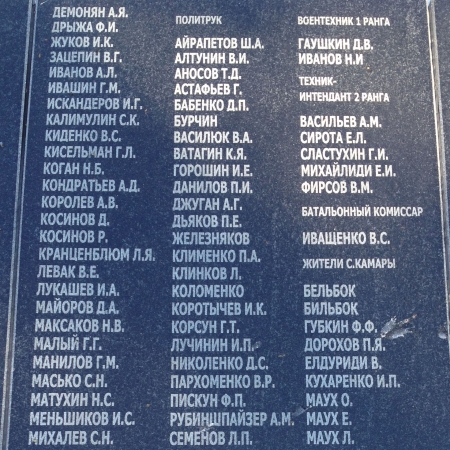 ДЕМОНЯН А.Я.
ДРЫЖА Ф.И.
ЖУКОВ И.К.
ЗАЦЕПИН В.Г.
ИВАНОВ А.Л.
ИВАШИН Г.М.
ИСКАНДЕРОВ И.Г.
КАЛИМУЛИН С.К.
КИДЕНКО В.С.
КИСЕЛЬМАН Г.Л.
КОГАН Н.Б.
КОНДРАТЬЕВ А.Д.
КОРОЛЕВ А.В.
КОСИНОВ Д.
КОСИНОВ Р.
КРАНЦЕНБЛЮМ Л.Я.
ЛЕВАК В.Е.
ЛУКАШЕВ И.А.
МАЙОРОВ Д.А.
МАКСАКОВ Н.В.
МАЛЫЙ Г.Г.
МАНИЛОВ Г.М.
МАСЬКО С.Н.
МАТУХИН Н.С.
МЕНЬШИКОВ И.С.
МИХАЛЕВ С.Н.
ПОЛИТРУК
АЙРАПЕТОВ Ш.А.
АЛТУНИН В.И.
АНОСОВ Т.Д.
АСТАФЬЕВ Г.
БАБЕНКО Д.П.
БУРЧИН
ВАСИЛЮК В.А.
ВАТАГИН К.Я.
ГОРОШИН И.Е.
ДАНИЛОВ П.И.
ДЖУГАН А.Г.
ДЬЯКОВ П.Е.
ЖЕЛЕЗНЯКОВ
КЛИМЕНКО П.А.
КЛИНКОВ Л.
КОЛОМЕНКО
КОРОТЫЧЕВ И.К.
КОРСУН Г.Т.
ЛУЧИНИН И.П.
НИКОЛЕНКО Д.С.
ПАРХОМЕНКО В.Р.
ПИСКУН Ф.П.
РУБИНШПАЙЗЕР А.М.
СЕМЕНОВ Л.П.
ВОЕНТЕХНИК 1 РАНГА
ГАУШКИН Д.В.
ИВАНОВ Н.И
ТЕХНИК-
ИНТЕНДАНТ 2 РАНГА
ВАСИЛЬЕВ А.М.
СИРОТА Е.Л.
СЛАСТУХИН Г.И.
МИХАЙЛИДИ Е.И.
ФИРСОВ В.М.
БАТАЛЬОННЫЙ КОМИССАР
ИВАЩЕНКО В.С.
ЖИТЕЛИ С.КАМАРЫ
БЕЛЬБОК
БИЛЬБОК
ГУБКИН Ф.Ф.
ДОРОХОВ П.Я.
ЕЛДУРИДИ В.
КУХАРЕНКО И.П.
МАУХ О.
МАУХ Е.
МАУХ Л.